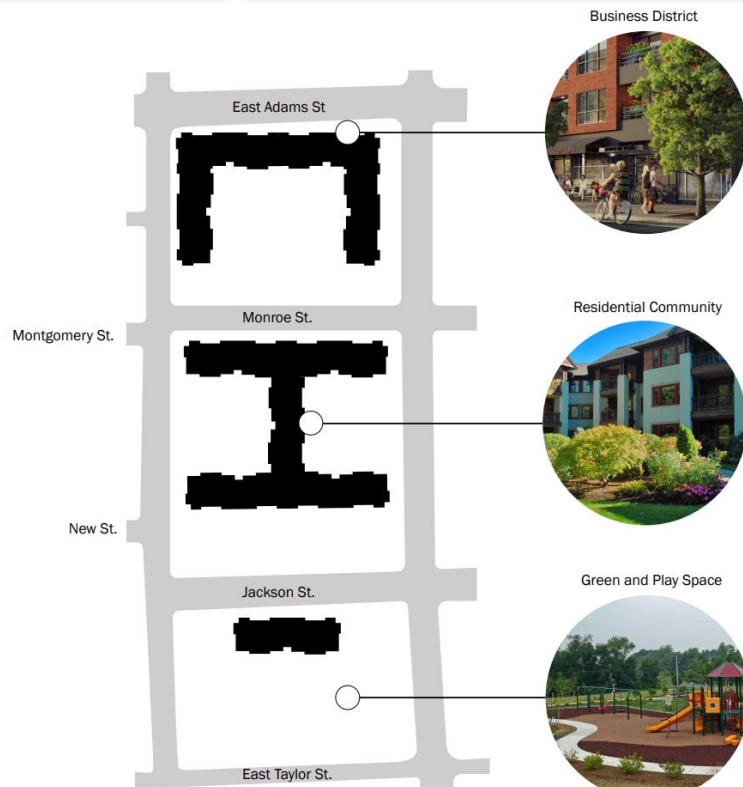 Business District
East Adams St
Monroe St.
Residential Community
Montgomery St.
New St.
Green and Play Space
Jackson St.
East Taylor St.